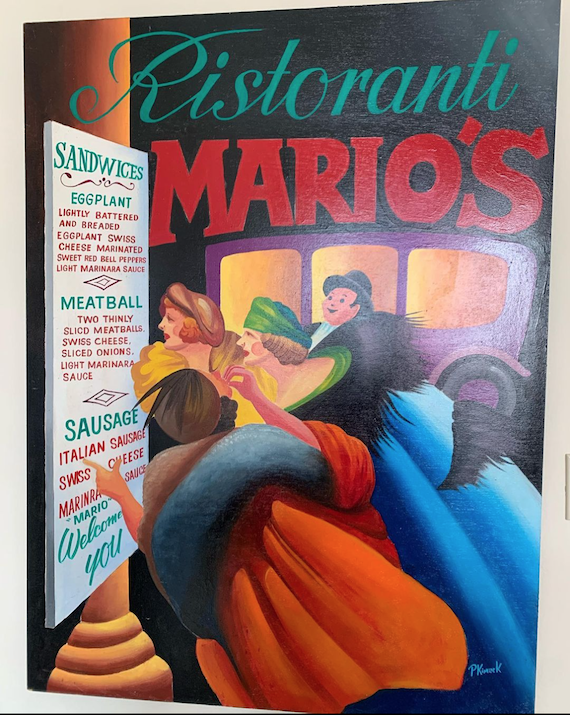 Ristoranti
MARIO'S
SANDWICES
EGGPLANT
LIGHTLY BATTERED
AND BREADED
EGGPLANT SWISS
CHEESE MARINATED
SWEET RED BELL PEPPERS
LIGHT MARINARA SAUCE
MEATBALL
TWO THINLY
SLICD MEATBALLS.
SWISS CHEESE,
SLICED ONIONS.
LIGHT MARINARA
SAUCE
SAUSAGE
ITALIAN SAUSAGE
SWISS CHEESE
MARINRA SAUCE
"MARIO"
Welcome
YOU